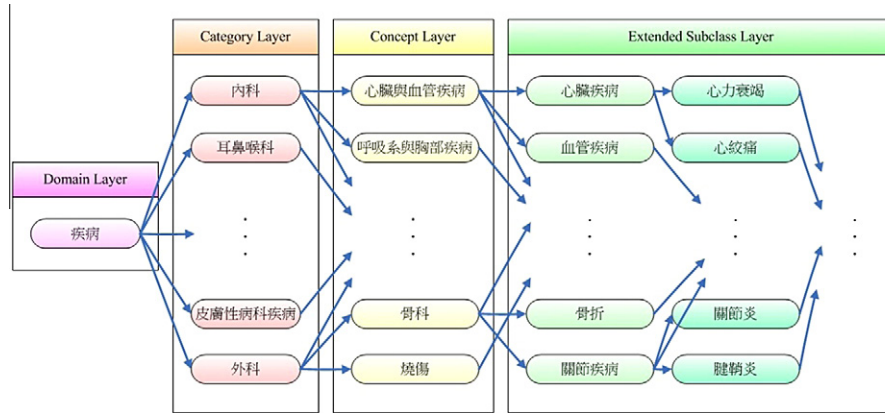 Category Layer
Concept Layer
Extended Subclass Layer
內科
心臟與血管疾病
心臟疾病
心力衰竭
耳鼻喉科
呼吸系與胸部疾病
血管疾病
心絞痛
Domain Layer
疾病
皮膚性病科疾病
骨科
骨折
關節炎
外科
燒傷
關節疾病
腱鞘炎